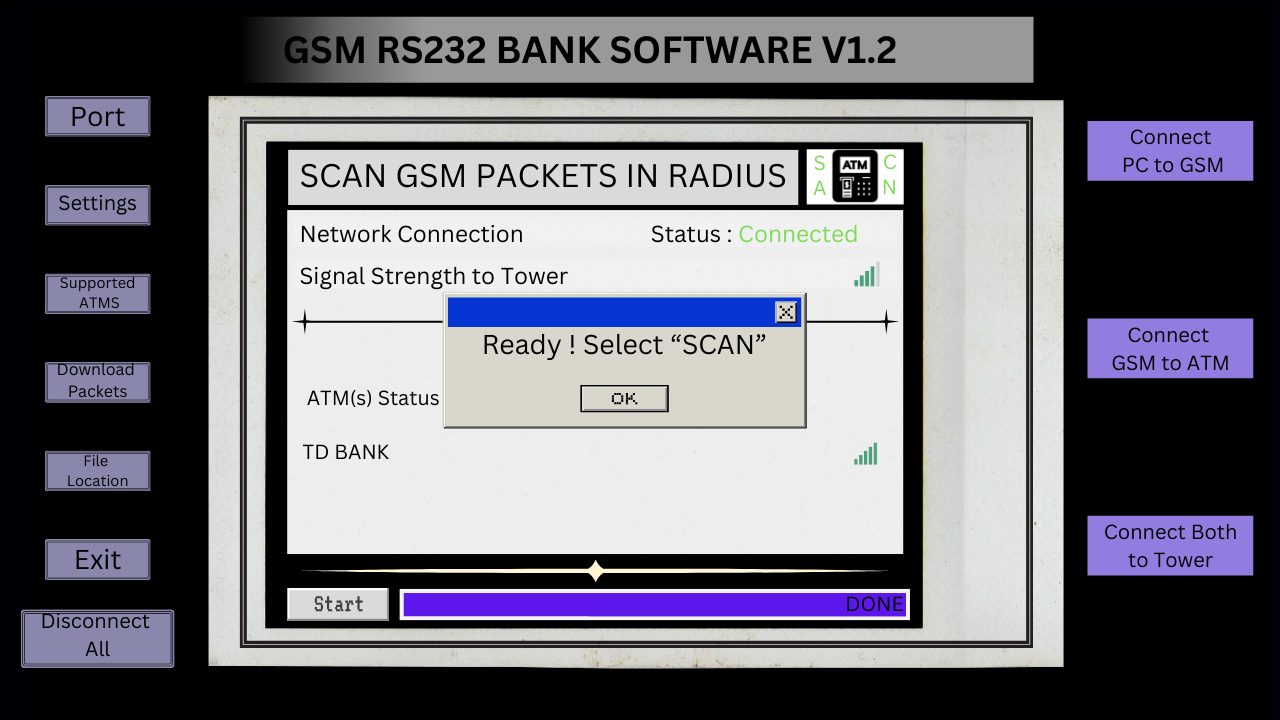 GSM RS232 BANK SOFTWARE V1.2
Port
Settings
Supported
ATMS
Download
Packets
File
Location
Exit
Disconnect
All
SCAN GSM PACKETS IN RADIUS
S C
ATM
A N
Network Connection Status : Connected
Signal Strength to Tower
Ready ! Select “SCAN”
OK
ATM(s) Status
TD BANK
Start
DONE
Connect
PC to GSM
Connect
GSM to ATM
Connect Both
to Tower